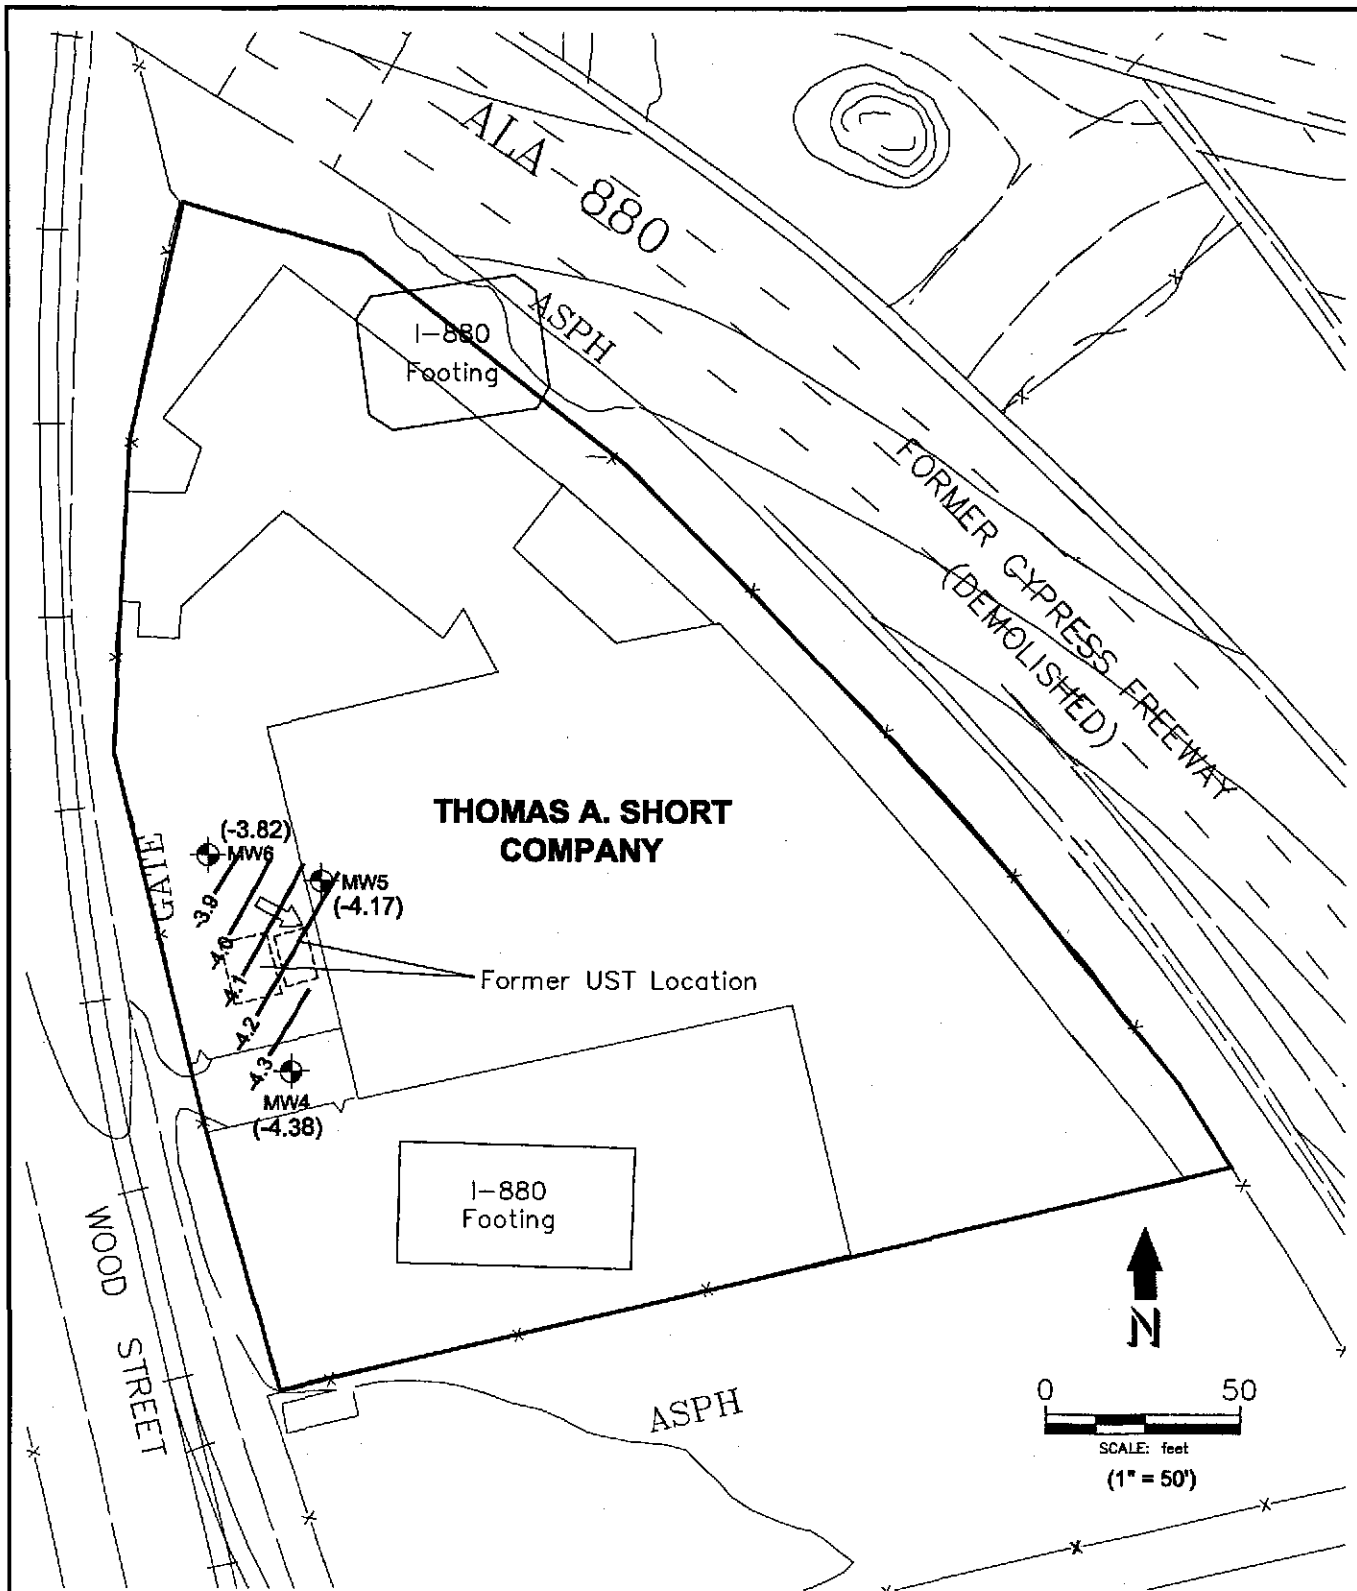 ALA 880
ASPH
I-880
Footing
FORMER CYPRESS FREEWAY
(DEMOLISHED)
THOMAS A. SHORT
COMPANY
GATE
(-3.82)
MW6
MW5
(-4.17)
-3.9
-4.0
-4.1
-4.2
-4.3
Former UST Location
MW4
(-4.38)
I-880
Footing
WOOD STREET
ASPH
N
0 50
SCALE: feet
(1" = 50')